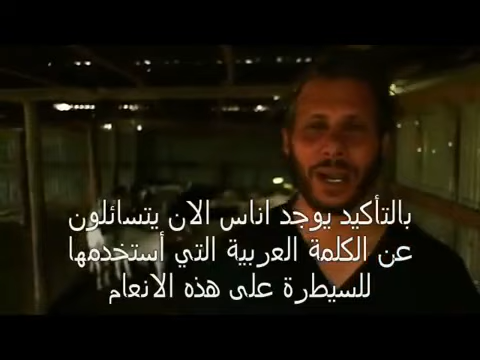 بالتأكيد يوجد اناس الان يتسائلون
عن الكلمة العربية التي أستخدمها
للسيطرة على هذه الانعام